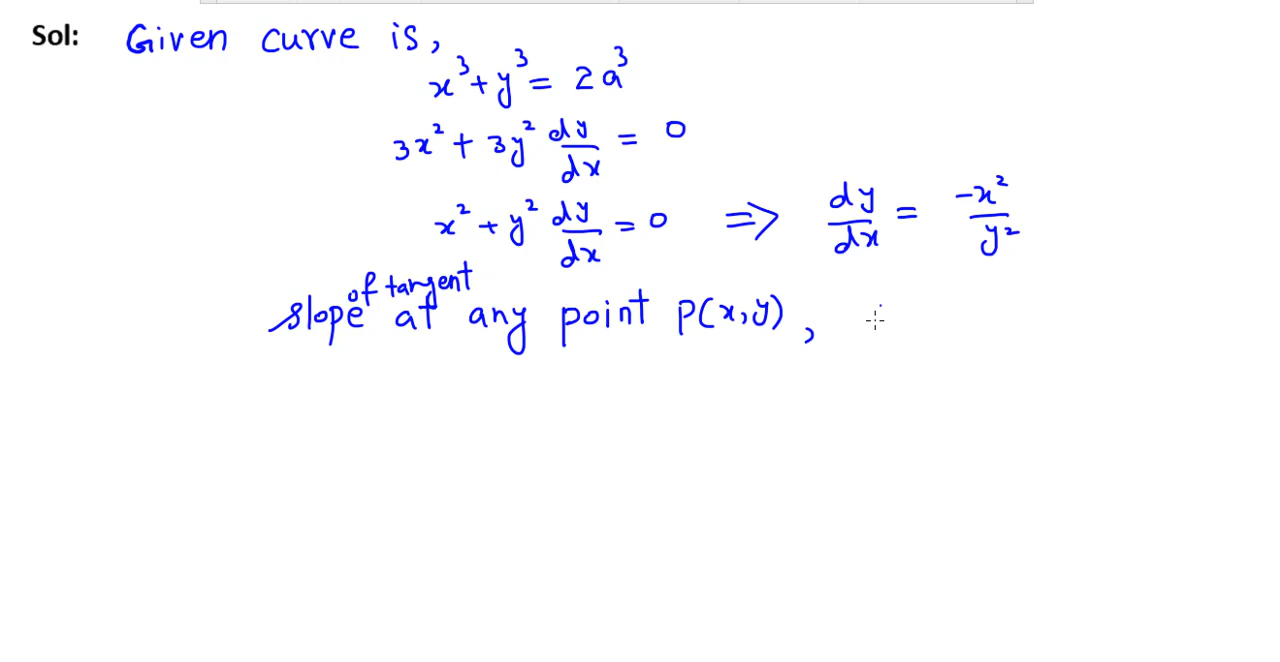 Sol: Given curve is,
x³ + y³ = 2a³
3x² + 3y² dy/dx = 0
x² + y² dy/dx = 0 ⇒ dy/dx = -x²/y²
slope of tangent at any point P(x,y),